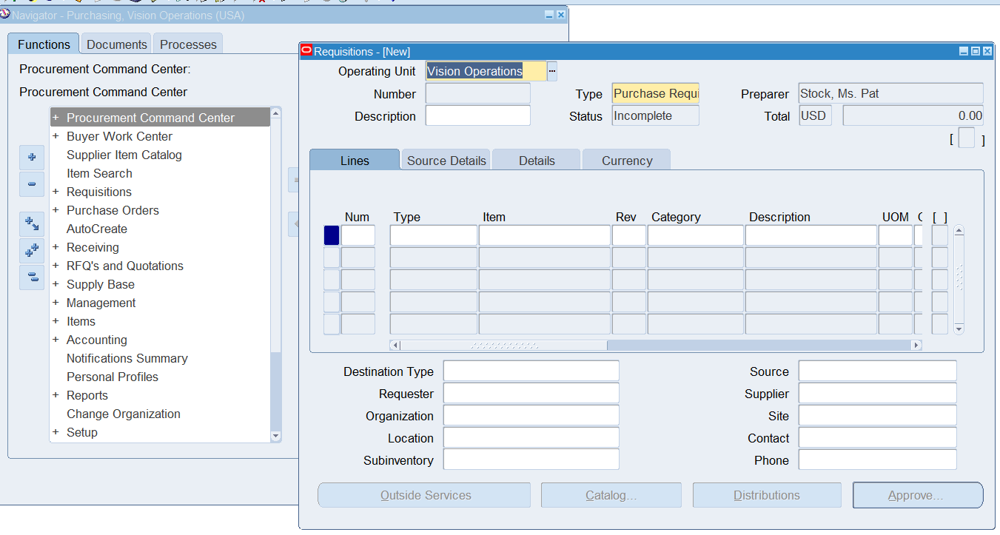 Navigator - Purchasing, Vision Operations (USA)
Functions
Documents
Processes
Procurement Command Center:
Procurement Command Center
+ Procurement Command Center
+ Buyer Work Center
Supplier Item Catalog
Item Search
+ Requisitions
+ Purchase Orders
AutoCreate
+ Receiving
+ RFQ's and Quotations
+ Supply Base
+ Management
+ Items
+ Accounting
Notifications Summary
Personal Profiles
+ Reports
Change Organization
+ Setup
Requisitions - [New]
Operating Unit Vision Operations ...
Number Type Purchase Requi Preparer Stock, Ms. Pat
Description Status Incomplete Total USD 0.00
[ ]
Lines Source Details Details Currency
Num Type Item Rev Category Description UOM [ ]
Destination Type Source
Requester Supplier
Organization Site
Location Contact
Subinventory Phone
Outside Services Catalog... Distributions Approve...